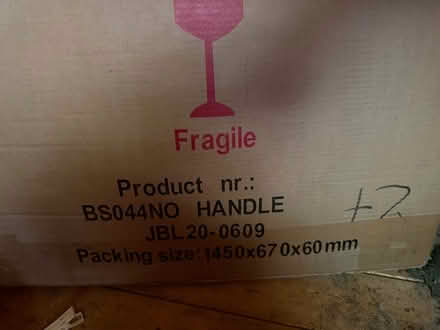 Fragile
Product nr.:
BS044NO HANDLE
JBL20-0609
Packing size:1450x670x60mm
+2